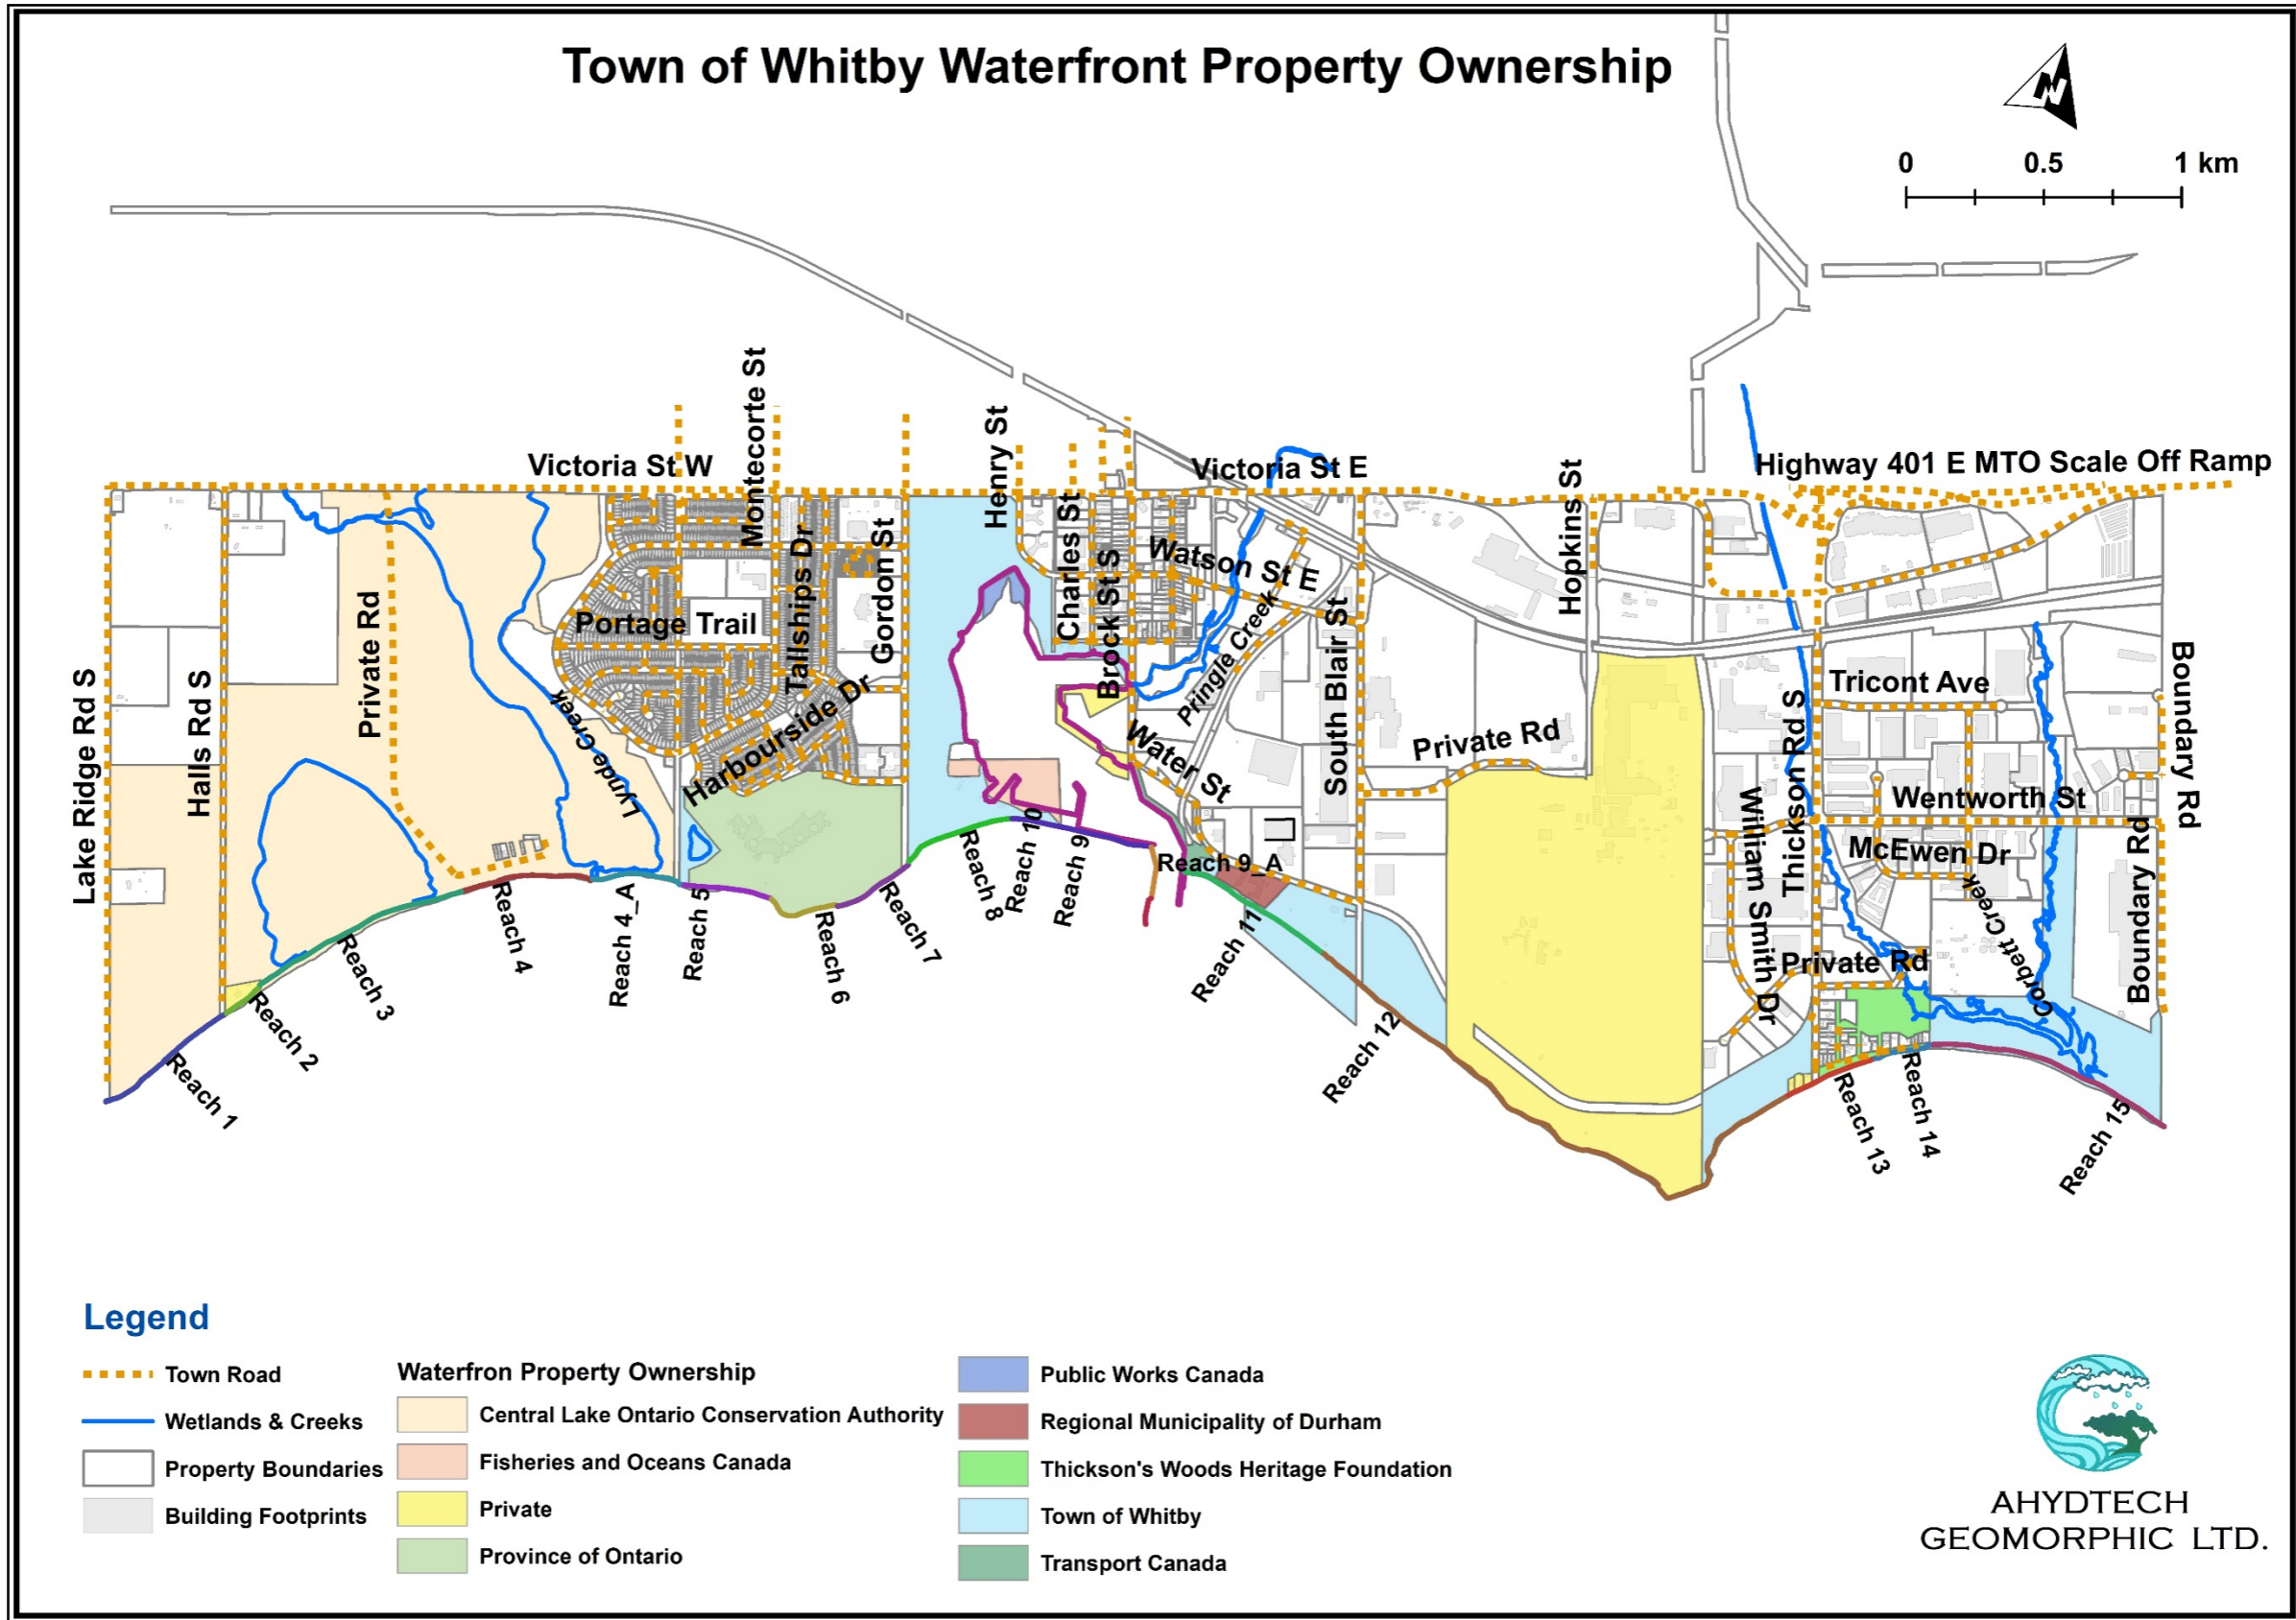 Town of Whitby Waterfront Property Ownership
N
0 0.5 1 km
Montecorte St
Henry St
Victoria St W
Victoria St E
Hopkins St
Highway 401 E MTO Scale Off Ramp
Charles St
Brock St S
Watson St E
Tallships Dr
Gordon St
Private Rd
Portage Trail
Pringle Creek
South Blair St
Lake Ridge Rd S
Halls Rd S
Lynde Creek
Harbourside Dr
Water St
Private Rd
Thickson Rd S
Tricont Ave
Boundary Rd
Wentworth St
William Smith Dr
McEwen Dr
Boundary Rd
Corbett Creek
Private Rd
Reach 1
Reach 2
Reach 3
Reach 4
Reach 4_A
Reach 5
Reach 6
Reach 7
Reach 8
Reach 10
Reach 9
Reach 9_A
Reach 11
Reach 12
Reach 13
Reach 14
Reach 15
Legend
Town Road
Wetlands & Creeks
Property Boundaries
Building Footprints
Waterfron Property Ownership
Central Lake Ontario Conservation Authority
Fisheries and Oceans Canada
Private
Province of Ontario
Public Works Canada
Regional Municipality of Durham
Thickson's Woods Heritage Foundation
Town of Whitby
Transport Canada
AHYDTECH
GEOMORPHIC LTD.